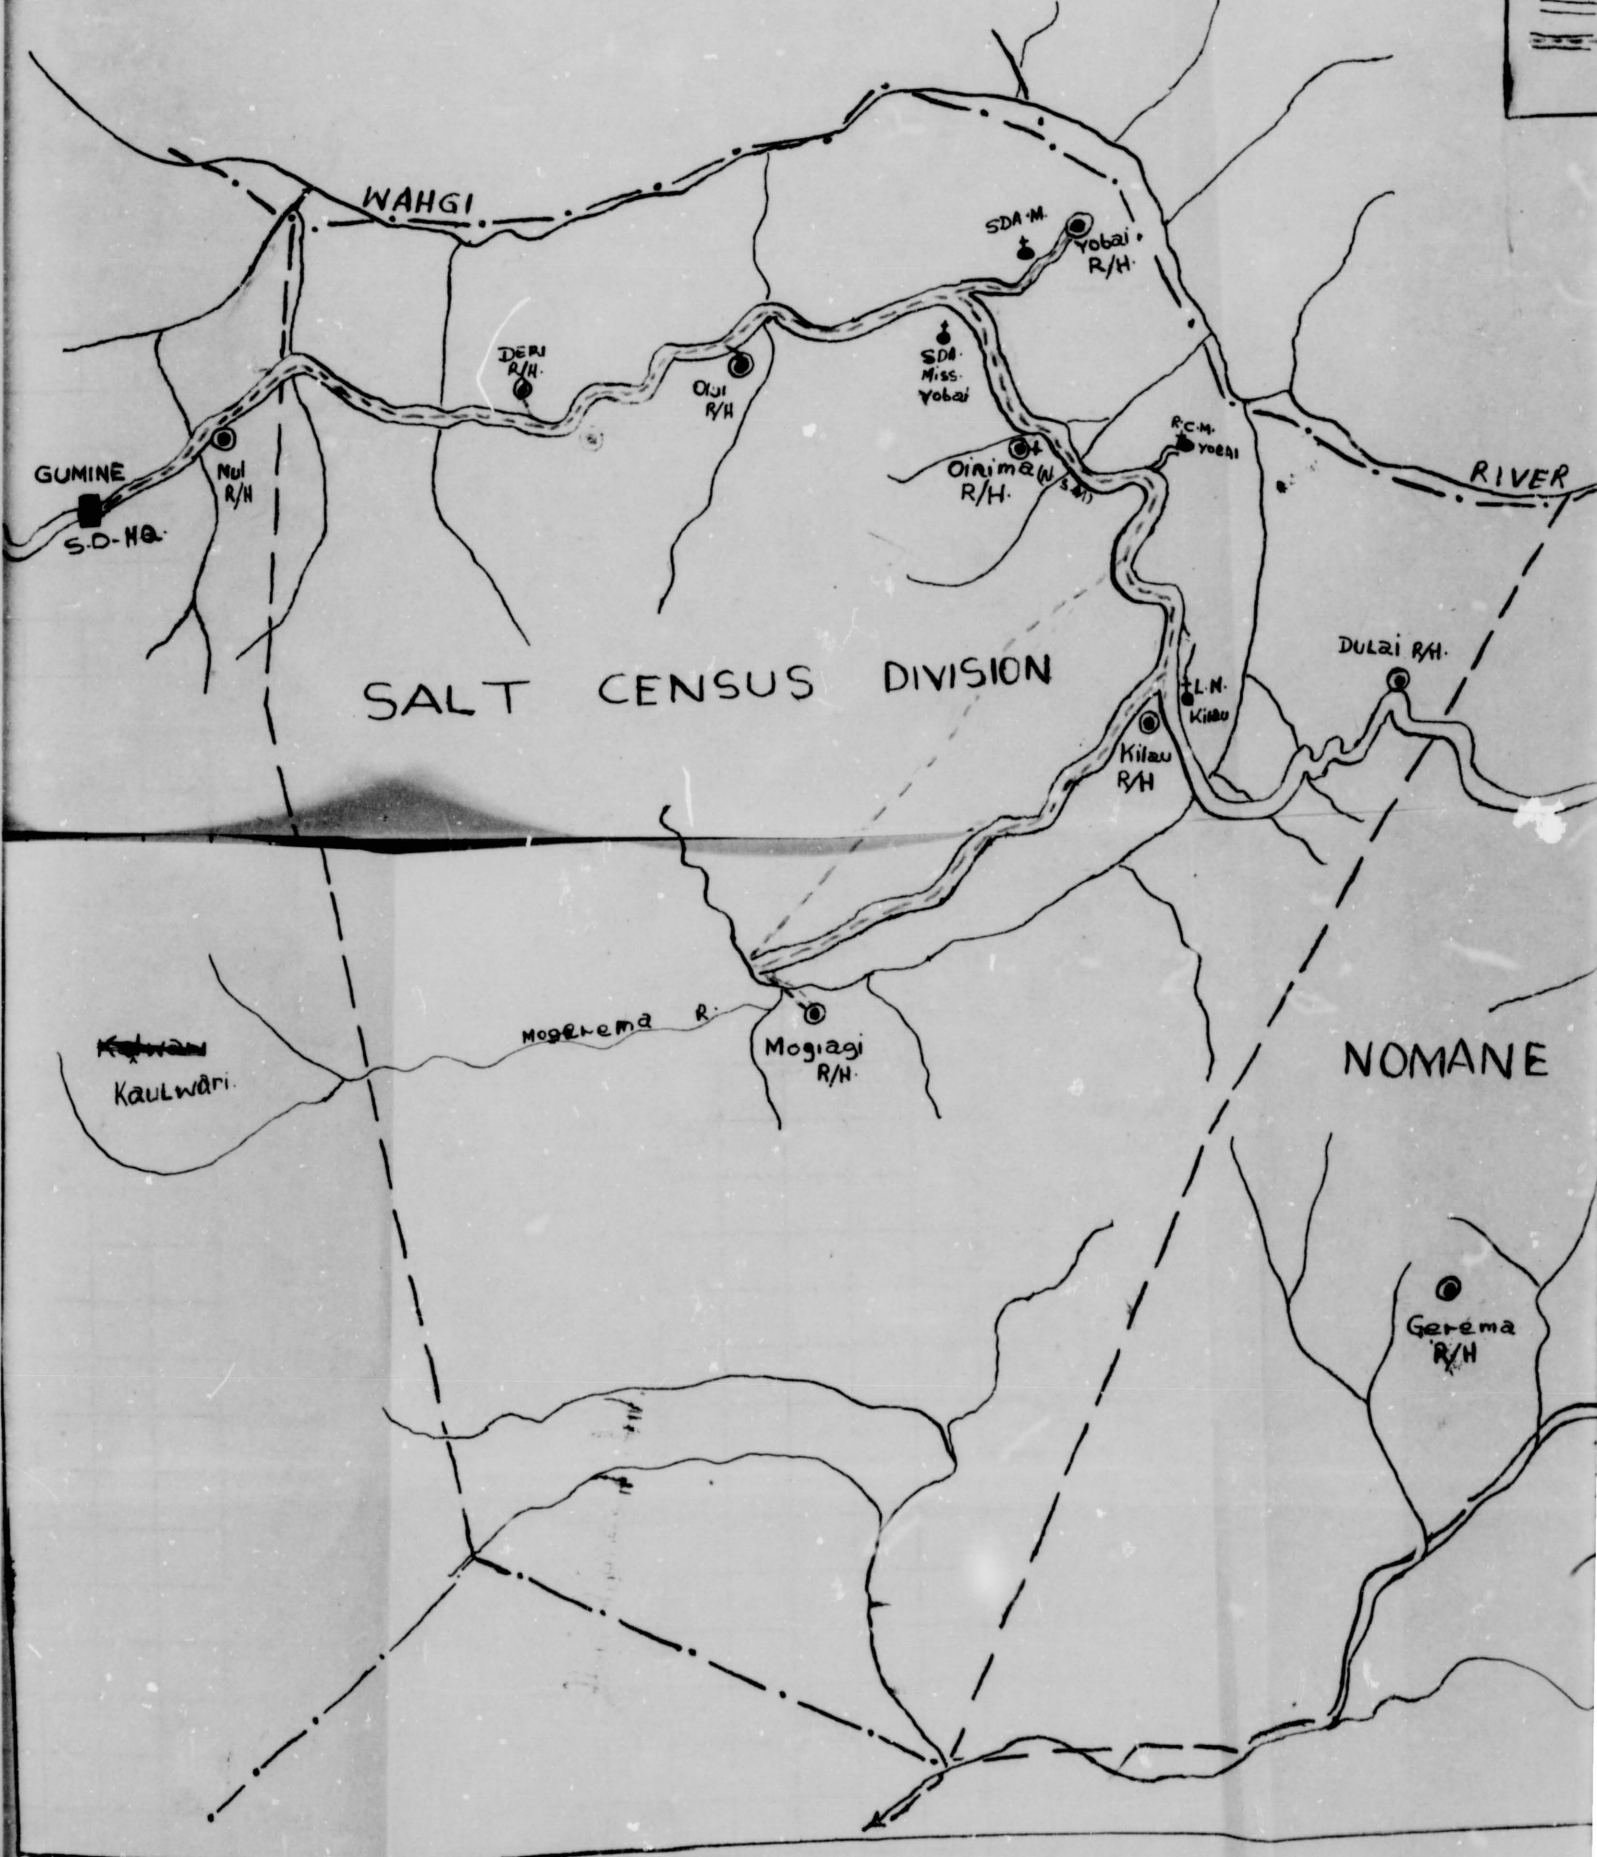 WAHGI
SDA·M.
Yobai
R/H.
DERI
R/H.
R/H
SDA.
Miss.
Yobai
R.C.M.
YOBAI
GUMINE
S.D-HQ.
Nul
R/H
Oirima
R/H.
RIVER
SALT CENSUS DIVISION
DULai R/H.
L.N.
Kilau
Kilau
R/H
Mogerema R.
Mogiagi
R/H.
KaULwari.
NOMANE
Gerema
R/H